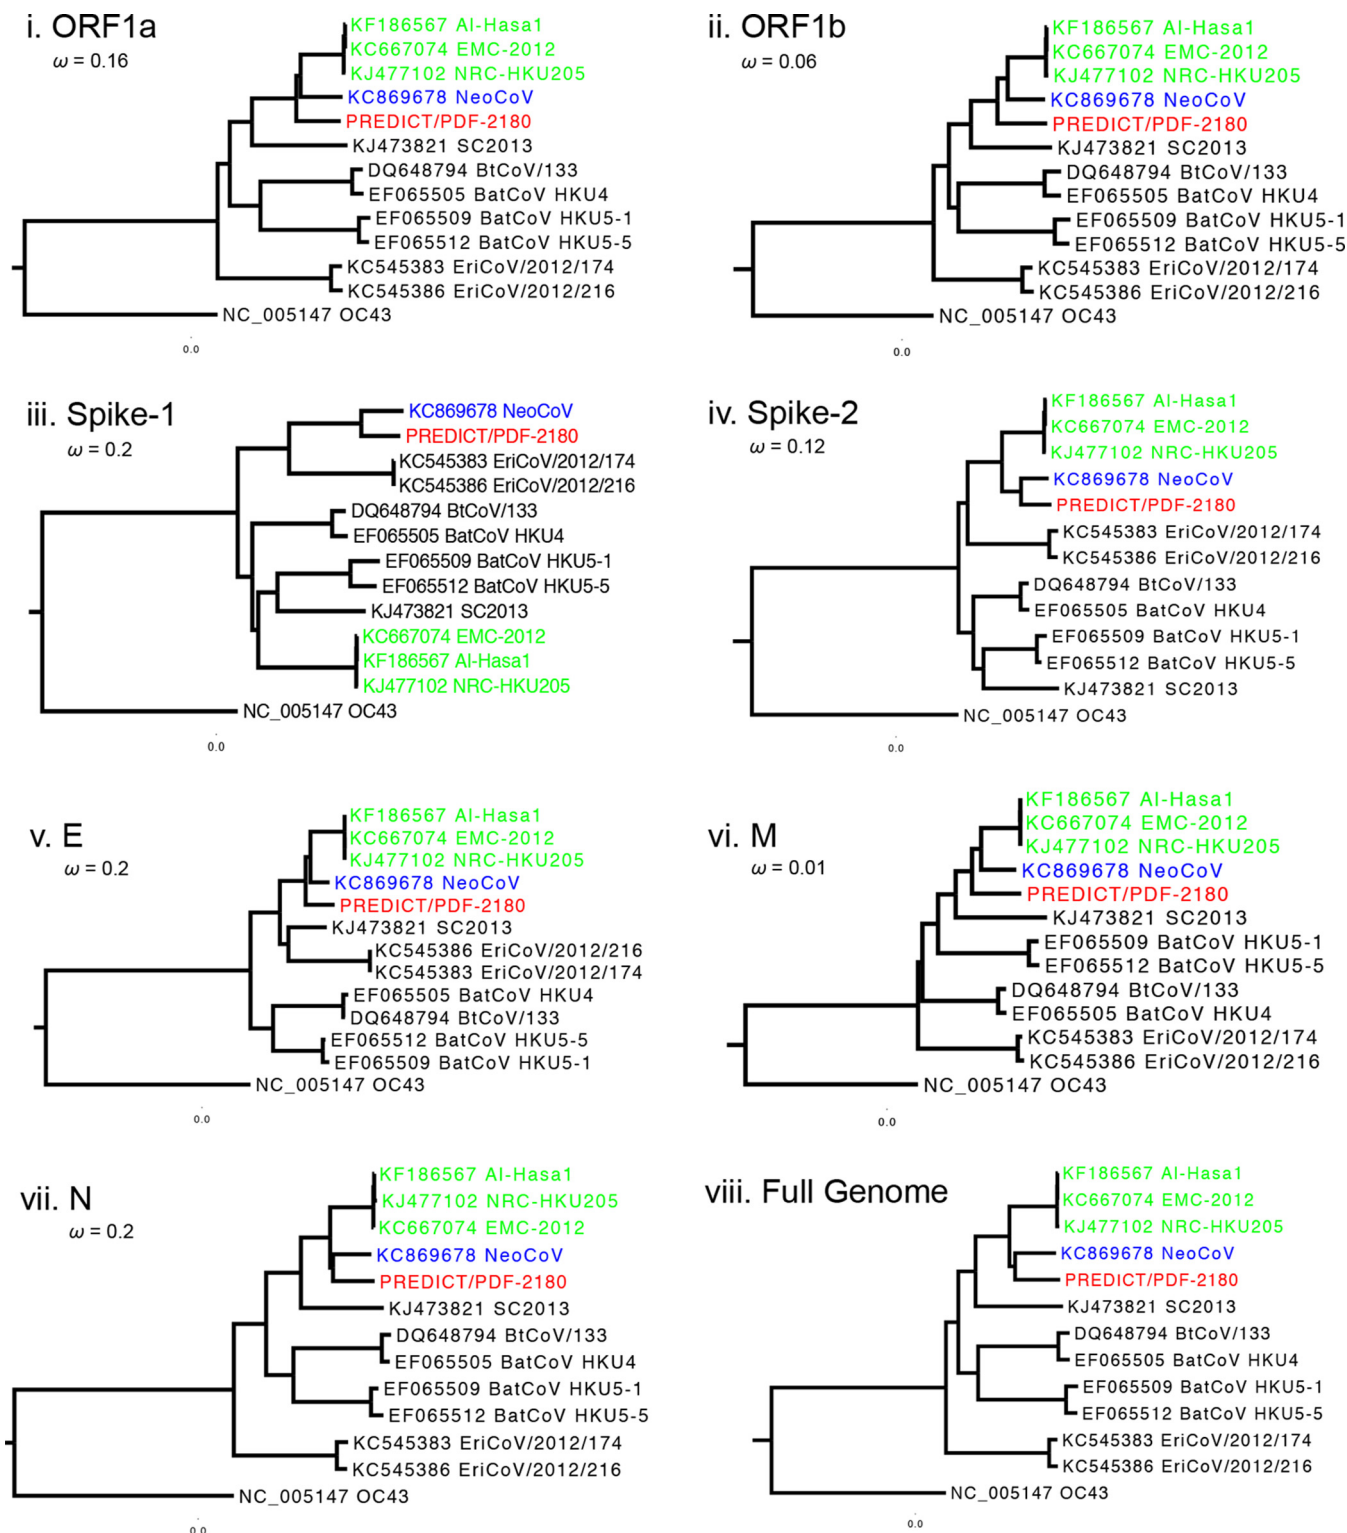 i. ORF1a
ω = 0.16
KF186567 Al-Hasa1
KC667074 EMC-2012
KJ477102 NRC-HKU205
KC869678 NeoCoV
PREDICT/PDF-2180
KJ473821 SC2013
DQ648794 BtCoV/133
EF065505 BatCoV HKU4
EF065509 BatCoV HKU5-1
EF065512 BatCoV HKU5-5
KC545383 EriCoV/2012/174
KC545386 EriCoV/2012/216
NC_005147 OC43
0.0
ii. ORF1b
ω = 0.06
KF186567 Al-Hasa1
KC667074 EMC-2012
KJ477102 NRC-HKU205
KC869678 NeoCoV
PREDICT/PDF-2180
KJ473821 SC2013
DQ648794 BtCoV/133
EF065505 BatCoV HKU4
EF065509 BatCoV HKU5-1
EF065512 BatCoV HKU5-5
KC545383 EriCoV/2012/174
KC545386 EriCoV/2012/216
NC_005147 OC43
0.0
iii. Spike-1
ω = 0.2
KC869678 NeoCoV
PREDICT/PDF-2180
KC545383 EriCoV/2012/174
KC545386 EriCoV/2012/216
DQ648794 BtCoV/133
EF065505 BatCoV HKU4
EF065509 BatCoV HKU5-1
EF065512 BatCoV HKU5-5
KJ473821 SC2013
KC667074 EMC-2012
KF186567 Al-Hasa1
KJ477102 NRC-HKU205
NC_005147 OC43
0.0
iv. Spike-2
ω = 0.12
KF186567 Al-Hasa1
KC667074 EMC-2012
KJ477102 NRC-HKU205
KC869678 NeoCoV
PREDICT/PDF-2180
KC545383 EriCoV/2012/174
KC545386 EriCoV/2012/216
DQ648794 BtCoV/133
EF065505 BatCoV HKU4
EF065509 BatCoV HKU5-1
EF065512 BatCoV HKU5-5
KJ473821 SC2013
NC_005147 OC43
0.0
v. E
ω = 0.2
KF186567 Al-Hasa1
KC667074 EMC-2012
KJ477102 NRC-HKU205
KC869678 NeoCoV
PREDICT/PDF-2180
KJ473821 SC2013
KC545386 EriCoV/2012/216
KC545383 EriCoV/2012/174
EF065505 BatCoV HKU4
DQ648794 BtCoV/133
EF065512 BatCoV HKU5-5
EF065509 BatCoV HKU5-1
NC_005147 OC43
0.0
vi. M
ω = 0.01
KF186567 Al-Hasa1
KC667074 EMC-2012
KJ477102 NRC-HKU205
KC869678 NeoCoV
PREDICT/PDF-2180
KJ473821 SC2013
EF065509 BatCoV HKU5-1
EF065512 BatCoV HKU5-5
DQ648794 BtCoV/133
EF065505 BatCoV HKU4
KC545383 EriCoV/2012/174
KC545386 EriCoV/2012/216
NC_005147 OC43
0.0
vii. N
ω = 0.2
KF186567 Al-Hasa1
KJ477102 NRC-HKU205
KC667074 EMC-2012
KC869678 NeoCoV
PREDICT/PDF-2180
KJ473821 SC2013
DQ648794 BtCoV/133
EF065505 BatCoV HKU4
EF065509 BatCoV HKU5-1
EF065512 BatCoV HKU5-5
KC545383 EriCoV/2012/174
KC545386 EriCoV/2012/216
NC_005147 OC43
0.0
viii. Full Genome
KF186567 Al-Hasa1
KC667074 EMC-2012
KJ477102 NRC-HKU205
KC869678 NeoCoV
PREDICT/PDF-2180
KJ473821 SC2013
DQ648794 BtCoV/133
EF065505 BatCoV HKU4
EF065509 BatCoV HKU5-1
EF065512 BatCoV HKU5-5
KC545383 EriCoV/2012/174
KC545386 EriCoV/2012/216
NC_005147 OC43
0.0